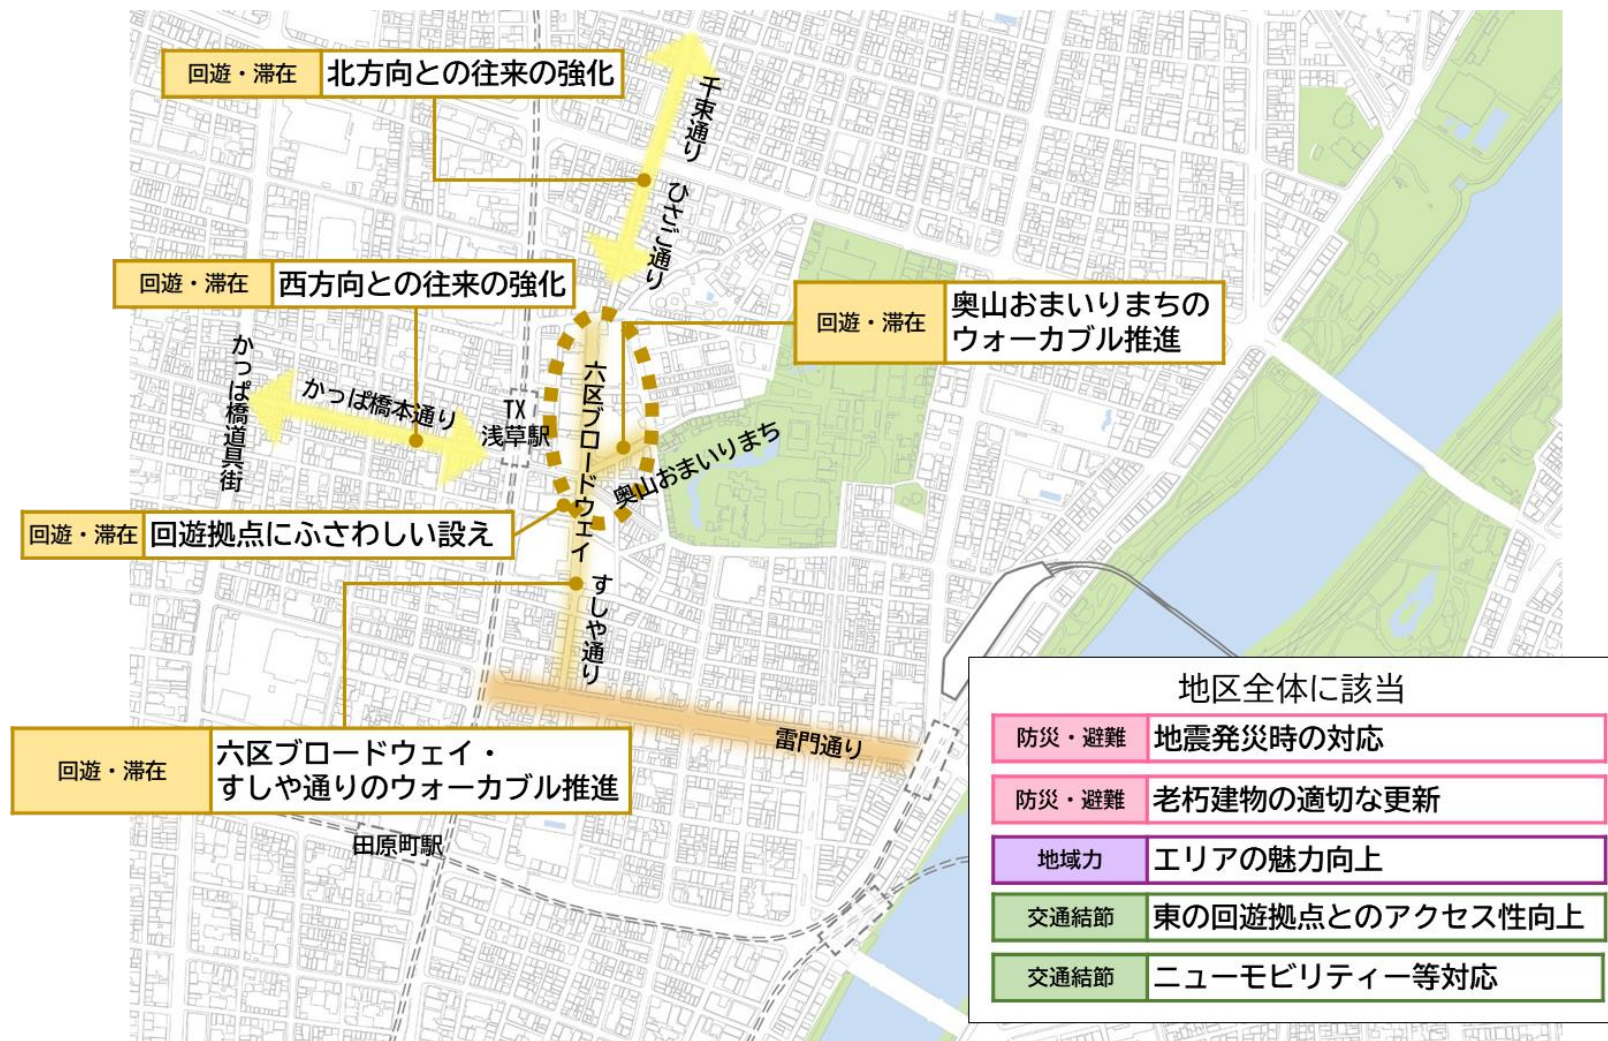 回遊・滞在
北方向との往来の強化
千束通り
ひさご通り
回遊・滞在
西方向との往来の強化
回遊・滞在
奥山おまいりまちの
ウォーカブル推進
かっぱ橋道具街
かっぱ橋本通り
TX
浅草駅
六区ブロードウェイ
奥山おまいりまち
回遊・滞在
回遊拠点にふさわしい設え
すしや通り
雷門通り
回遊・滞在
六区ブロードウェイ・
すしや通りのウォーカブル推進
田原町駅
地区全体に該当
防災・避難
地震発災時の対応
防災・避難
老朽建物の適切な更新
地域力
エリアの魅力向上
交通結節
東の回遊拠点とのアクセス性向上
交通結節
ニューモビリティー等対応